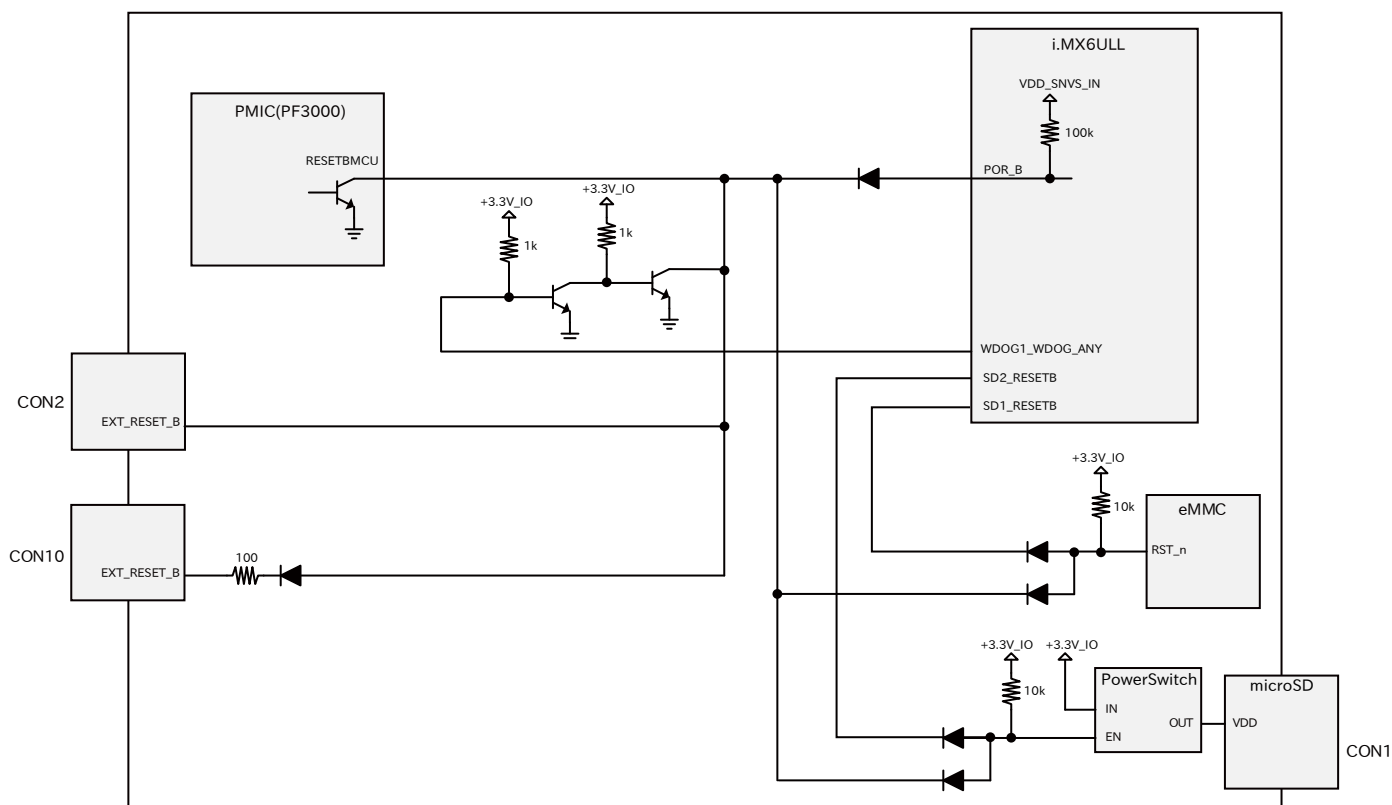 i.MX6ULL
VDD_SNVS_IN
100k
POR_B
PMIC(PF3000)
RESETBMCU
+3.3V_IO
1k
+3.3V_IO
1k
WDOG1_WDOG_ANY
SD2_RESETB
SD1_RESETB
CON2
EXT_RESET_B
CON10
EXT_RESET_B
100
+3.3V_IO
10k
eMMC
RST_n
+3.3V_IO
+3.3V_IO
10k
PowerSwitch
IN
OUT
EN
microSD
VDD
CON1